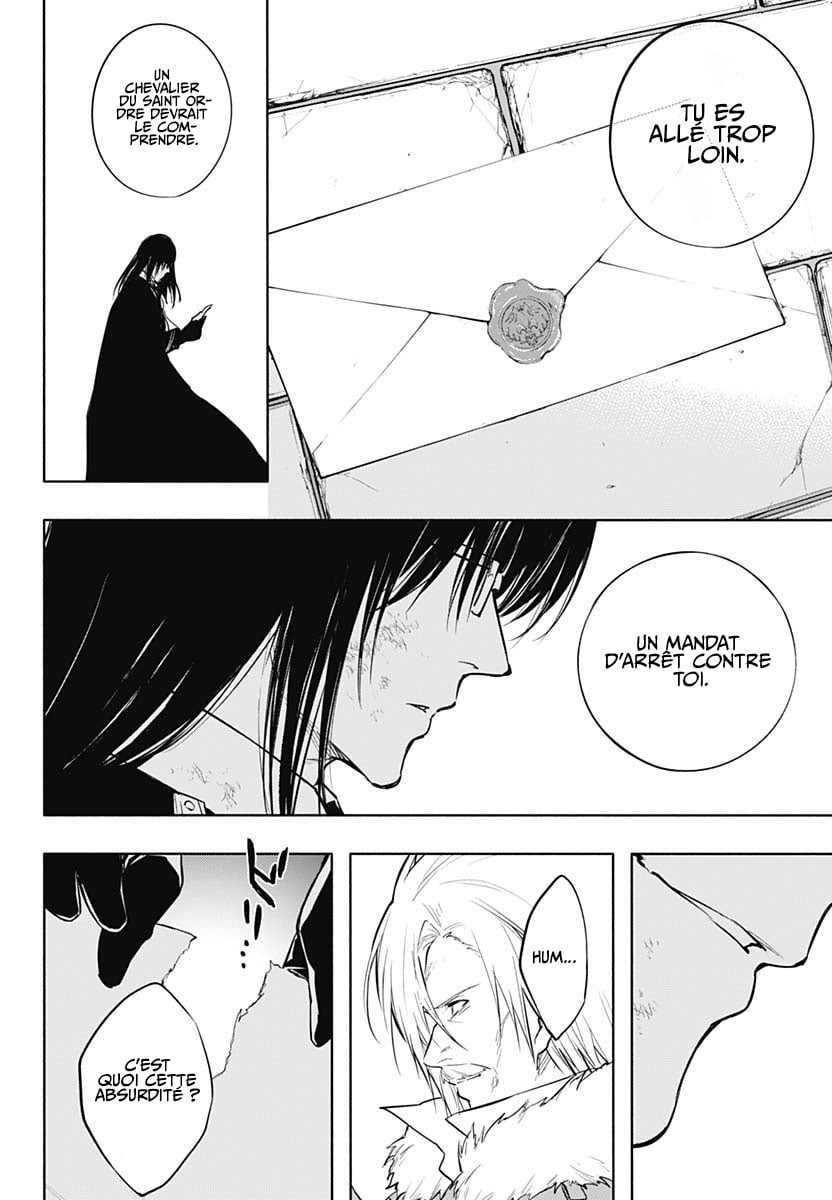 TU ES
ALLÉ TROP
LOIN.
UN
CHEVALIER
DU SAINT OR-
DRE DEVRAIT
LE COM-
PRENDRE.
UN MANDAT
D'ARRÊT CONTRE
TOI.
HUM...
C'EST
QUOI CETTE
ABSURDITÉ ?